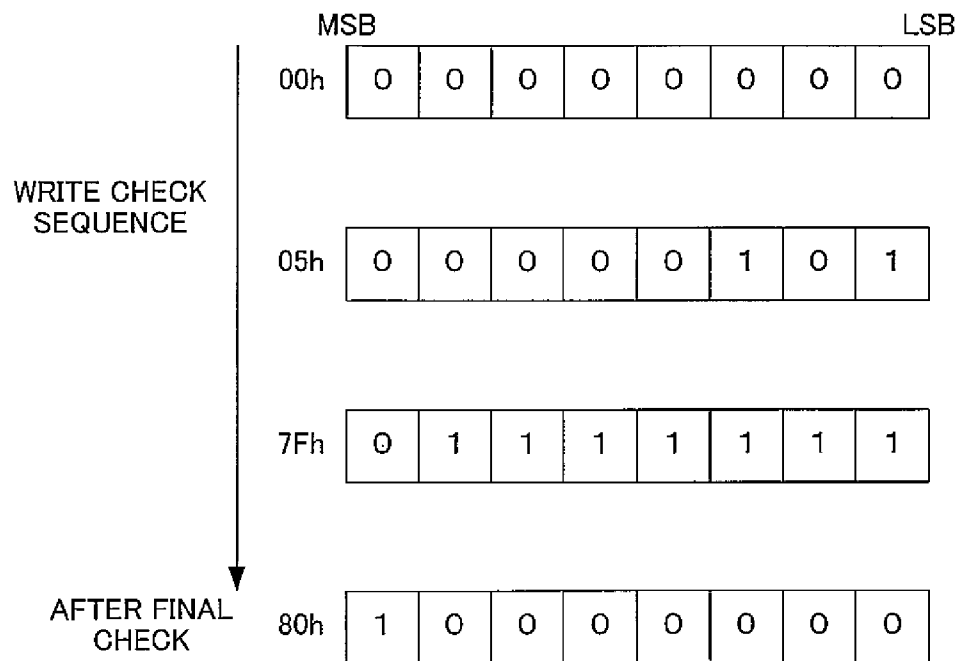 MSB LSB
00h 0 0 0 0 0 0 0 0
WRITE CHECK
SEQUENCE
05h 0 0 0 0 0 1 0 1
7Fh 0 1 1 1 1 1 1 1
AFTER FINAL
CHECK
80h 1 0 0 0 0 0 0 0